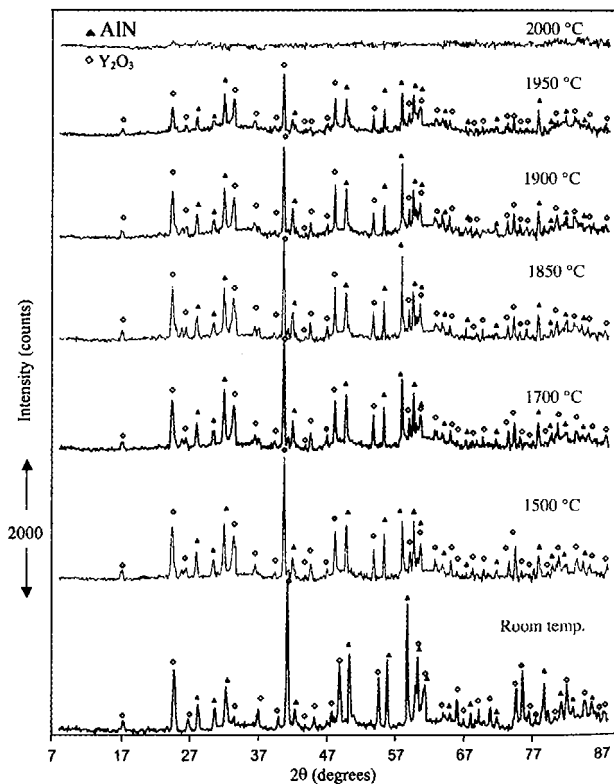 ▲ AlN
◇ Y₂O₃
2000 °C
1950 °C
1900 °C
1850 °C
1700 °C
1500 °C
Room temp.
Intensity (counts)
2000
7 17 27 37 47 57 67 77 87
2θ (degrees)